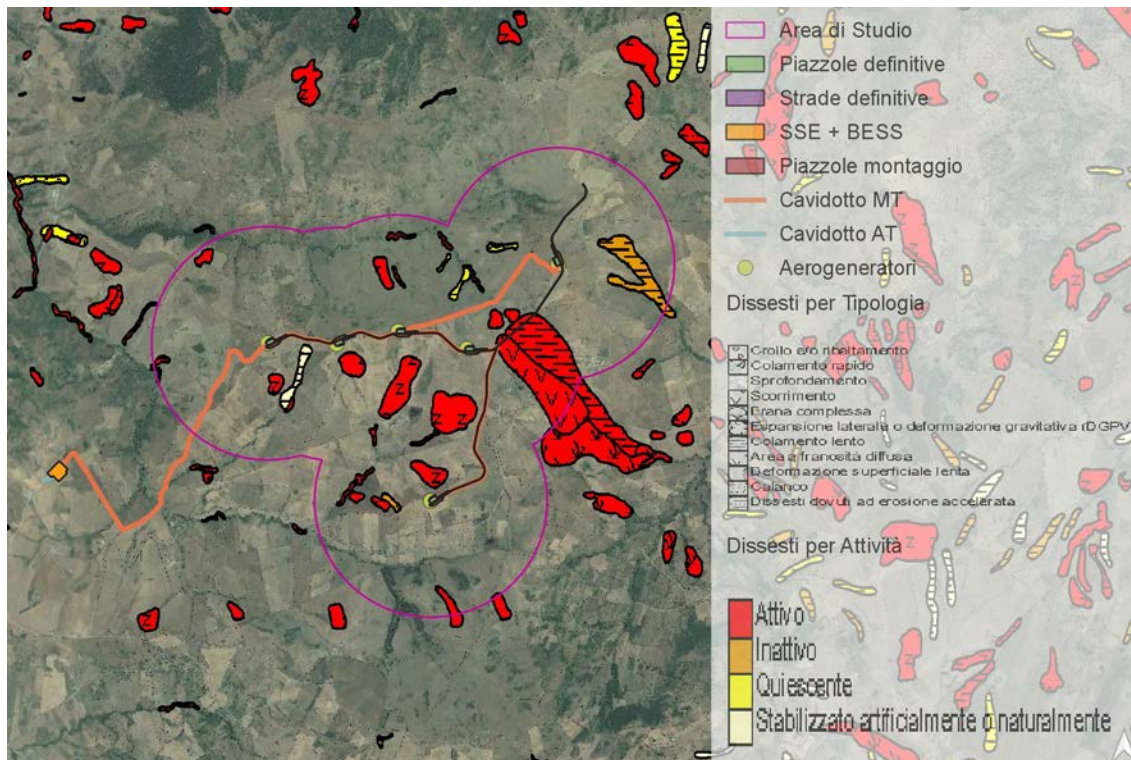 Area di Studio
Piazzole definitive
Strade definitive
SSE + BESS
Piazzole montaggio
Cavidotto MT
Cavidotto AT
Aerogeneratori
Dissesti per Tipologia
Crollo e/o ribaltamento
Colamento rapido
Sprofondamento
Scorrimento
Frana complessa
Espansione laterale o deformazione gravitativa (DGPV
Colamento lento
Area a franosità diffusa
Deformazione superficiale lenta
Calanco
Dissesti dovuti ad erosione accelerata
Dissesti per Attività
Attivo
Inattivo
Quiescente
Stabilizzato artificialmente o naturalmente